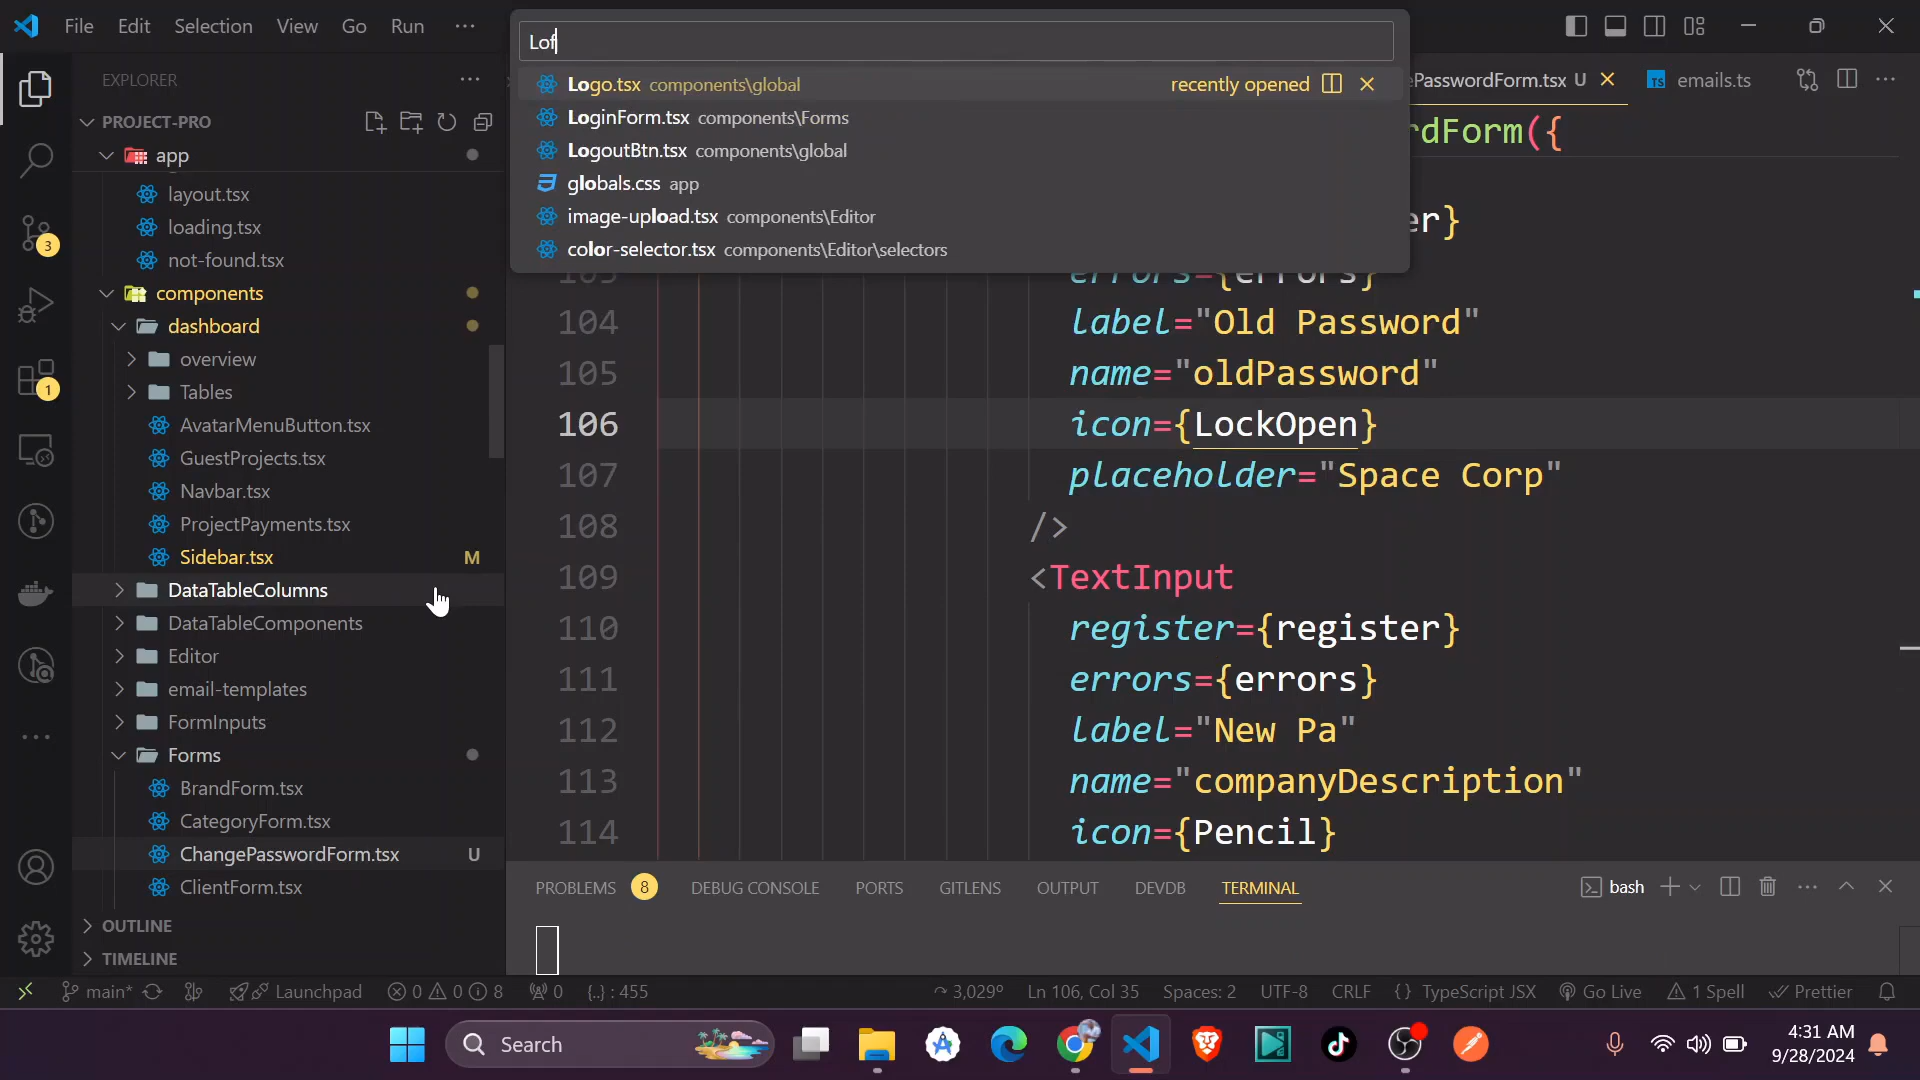 File Edit Selection View Go Run
Lof
Logo.tsx components\global recently opened
LoginForm.tsx components\Forms
LogoutBtn.tsx components\global
globals.css app
image-upload.tsx components\Editor
color-selector.tsx components\Editor\selectors
ePasswordForm.tsx U
TS emails.ts
EXPLORER
PROJECT-PRO
app
layout.tsx
loading.tsx
not-found.tsx
components
dashboard
overview
Tables
AvatarMenuButton.tsx
GuestProjects.tsx
Navbar.tsx
ProjectPayments.tsx
Sidebar.tsx M
DataTableColumns
DataTableComponents
Editor
email-templates
FormInputs
Forms
BrandForm.tsx
CategoryForm.tsx
ChangePasswordForm.tsx U
ClientForm.tsx
OUTLINE
TIMELINE
3
1
rdForm({
er}
103 errors={errors}
104 label="Old Password"
105 name="oldPassword"
106 icon={LockOpen}
107 placeholder="Space Corp"
108 />
109 <TextInput
110 register={register}
111 errors={errors}
112 label="New Pa"
113 name="companyDescription"
114 icon={Pencil}
PROBLEMS 8 DEBUG CONSOLE PORTS GITLENS OUTPUT DEVDB TERMINAL bash
main* Launchpad 0 0 8 0 {..} : 455 3,029° Ln 106, Col 35 Spaces: 2 UTF-8 CRLF {} TypeScript JSX Go Live 1 Spell Prettier
Search
4:31 AM
9/28/2024